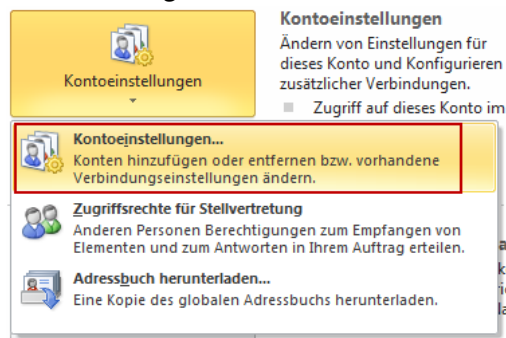 Kontoeinstellungen
Kontoeinstellungen
Ändern von Einstellungen für
dieses Konto und Konfigurieren
zusätzlicher Verbindungen.
Zugriff auf dieses Konto im
Kontoeinstellungen...
Konten hinzufügen oder entfernen bzw. vorhandene
Verbindungseinstellungen ändern.
Zugriffsrechte für Stellvertretung
Anderen Personen Berechtigungen zum Empfangen von
Elementen und zum Antworten in Ihrem Auftrag erteilen.
Adressbuch herunterladen...
Eine Kopie des globalen Adressbuchs herunterladen.